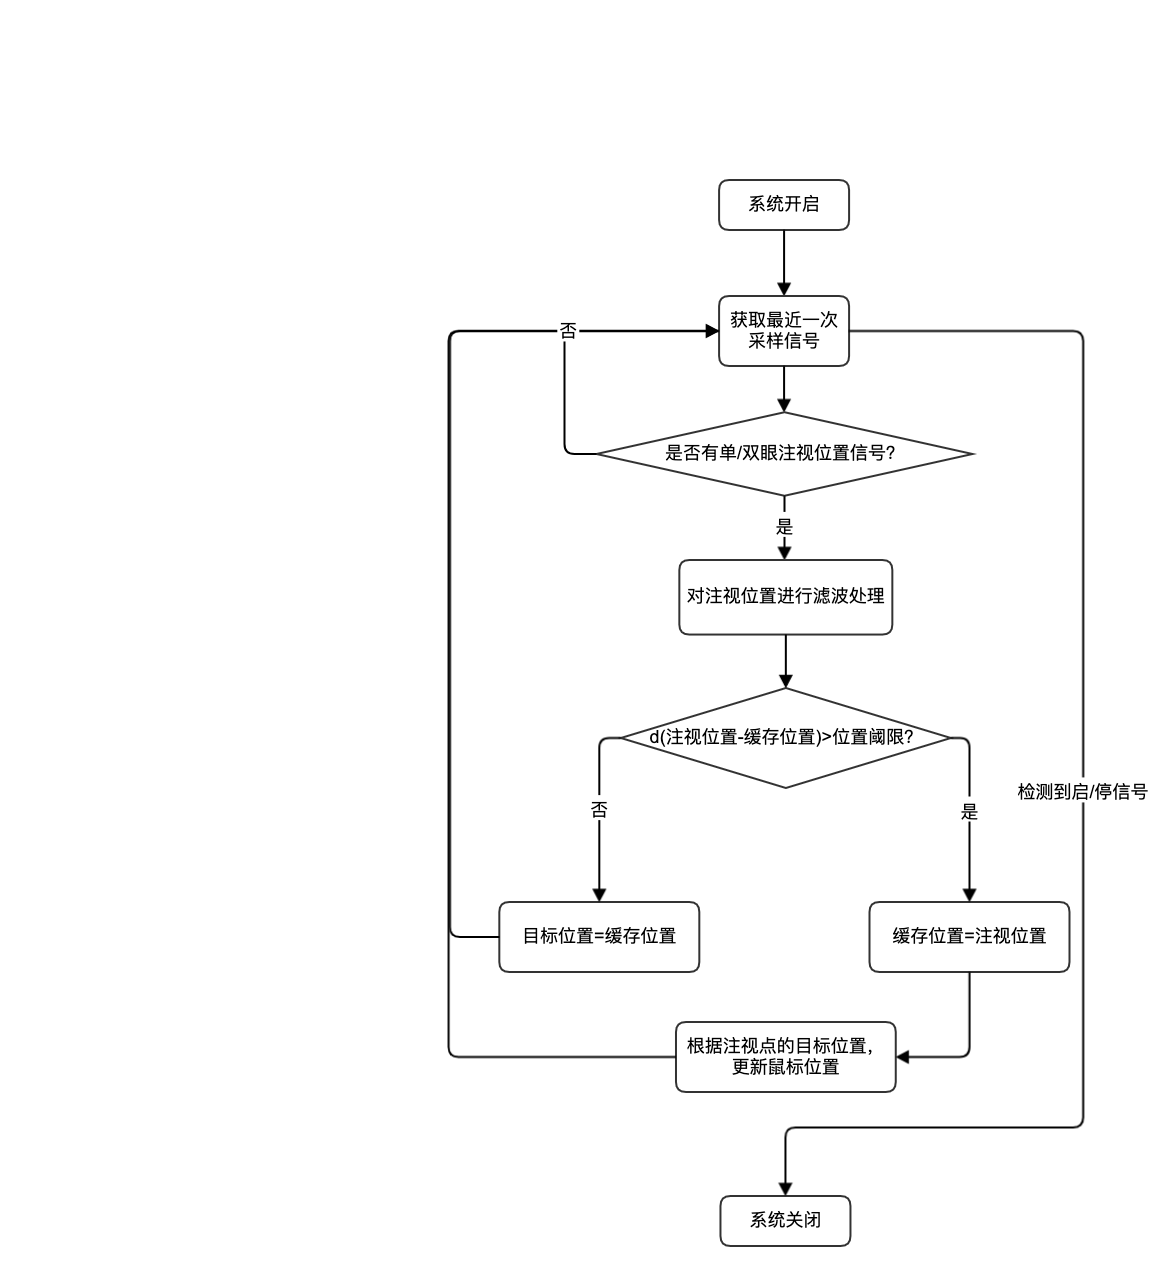 系统开启
获取最近一次
采样信号
否
是否有单/双眼注视位置信号?
是
对注视位置进行滤波处理
d(注视位置-缓存位置)>位置阈限?
检测到启/停信号
否
是
目标位置=缓存位置
缓存位置=注视位置
根据注视点的目标位置，
更新鼠标位置
系统关闭